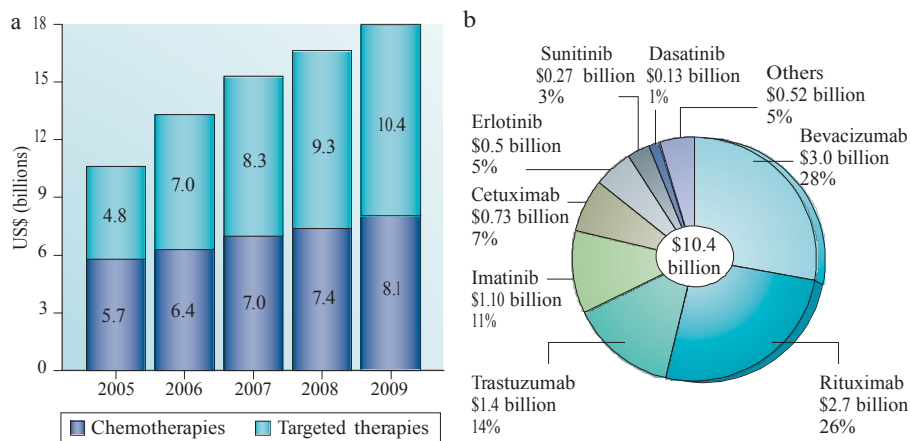 a
US$ (billions)
18
15
12
9
6
3
0
4.8
7.0
8.3
9.3
10.4
5.7
6.4
7.0
7.4
8.1
2005
2006
2007
2008
2009
Chemotherapies
Targeted therapies
b
Sunitinib
$0.27 billion
3%
Dasatinib
$0.13 billion
1%
Others
$0.52 billion
5%
Bevacizumab
$3.0 billion
28%
Erlotinib
$0.5 billion
5%
Cetuximab
$0.73 billion
7%
Imatinib
$1.10 billion
11%
Trastuzumab
$1.4 billion
14%
Rituximab
$2.7 billion
26%
$10.4
billion